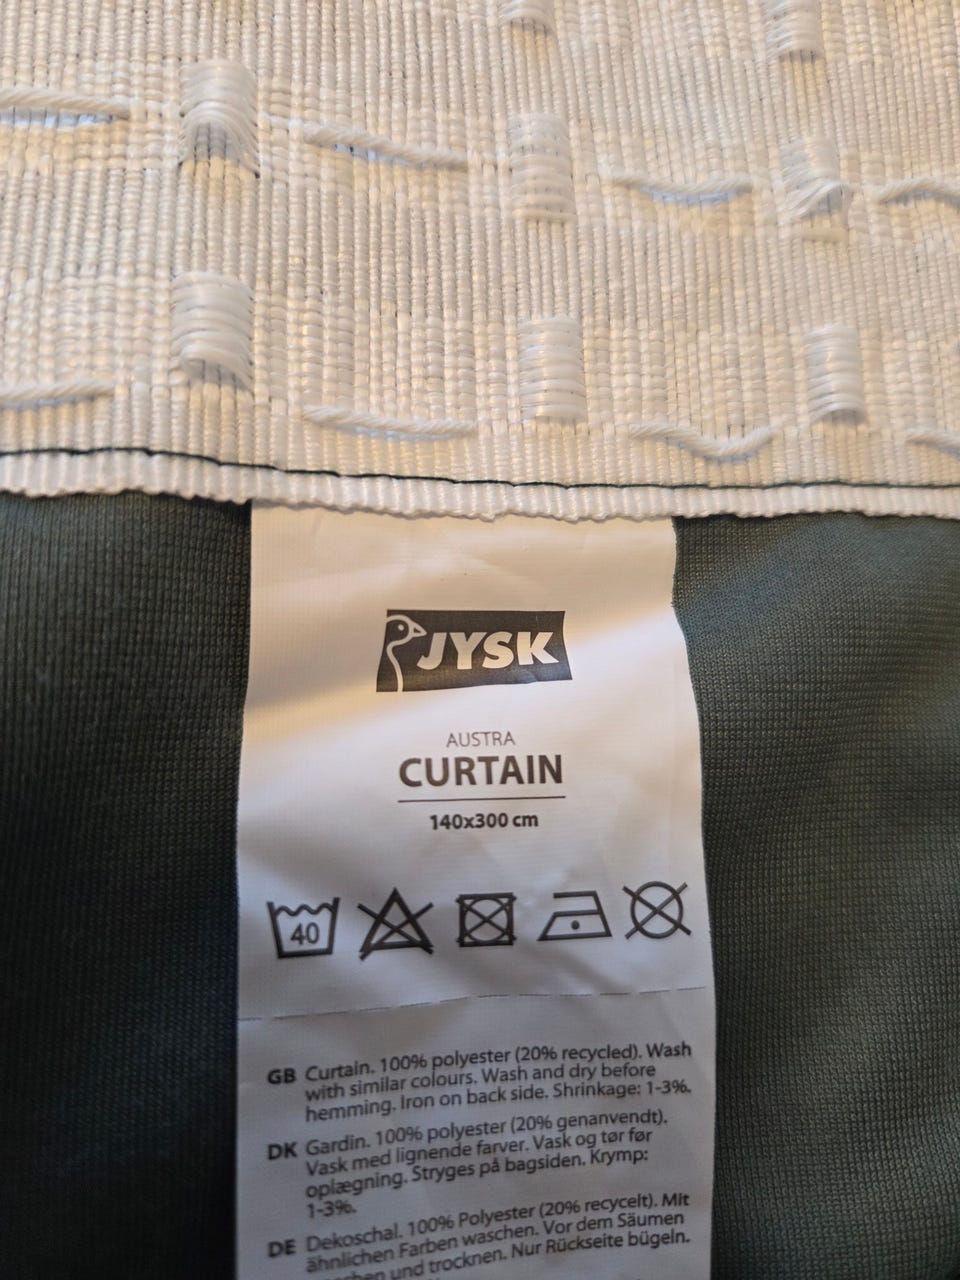 JYSK
AUSTRA
CURTAIN
140x300 cm
40
GB Curtain. 100% polyester (20% recycled). Wash
with similar colours. Wash and dry before
hemming. Iron on back side. Shrinkage: 1-3%.
DK Gardin. 100% polyester (20% genanvendt).
Vask med lignende farver. Vask og tør før
oplægning. Stryges på bagsiden. Krymp:
1-3%.
DE Dekoschal. 100% Polyester (20% recycelt). Mit
ähnlichen Farben waschen. Vor dem Säumen
und trocknen. Nur Rückseite bügeln.